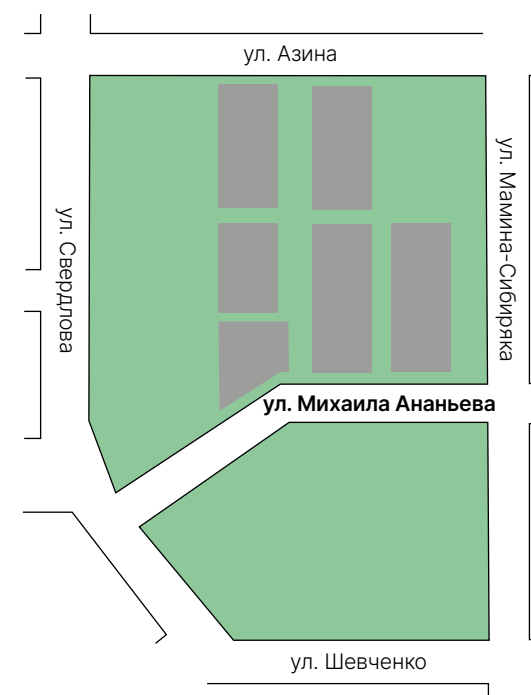 ул. Азина
ул. Свердлова
ул. Мамина-Сибиряка
ул. Михаила Ананьева
ул. Шевченко